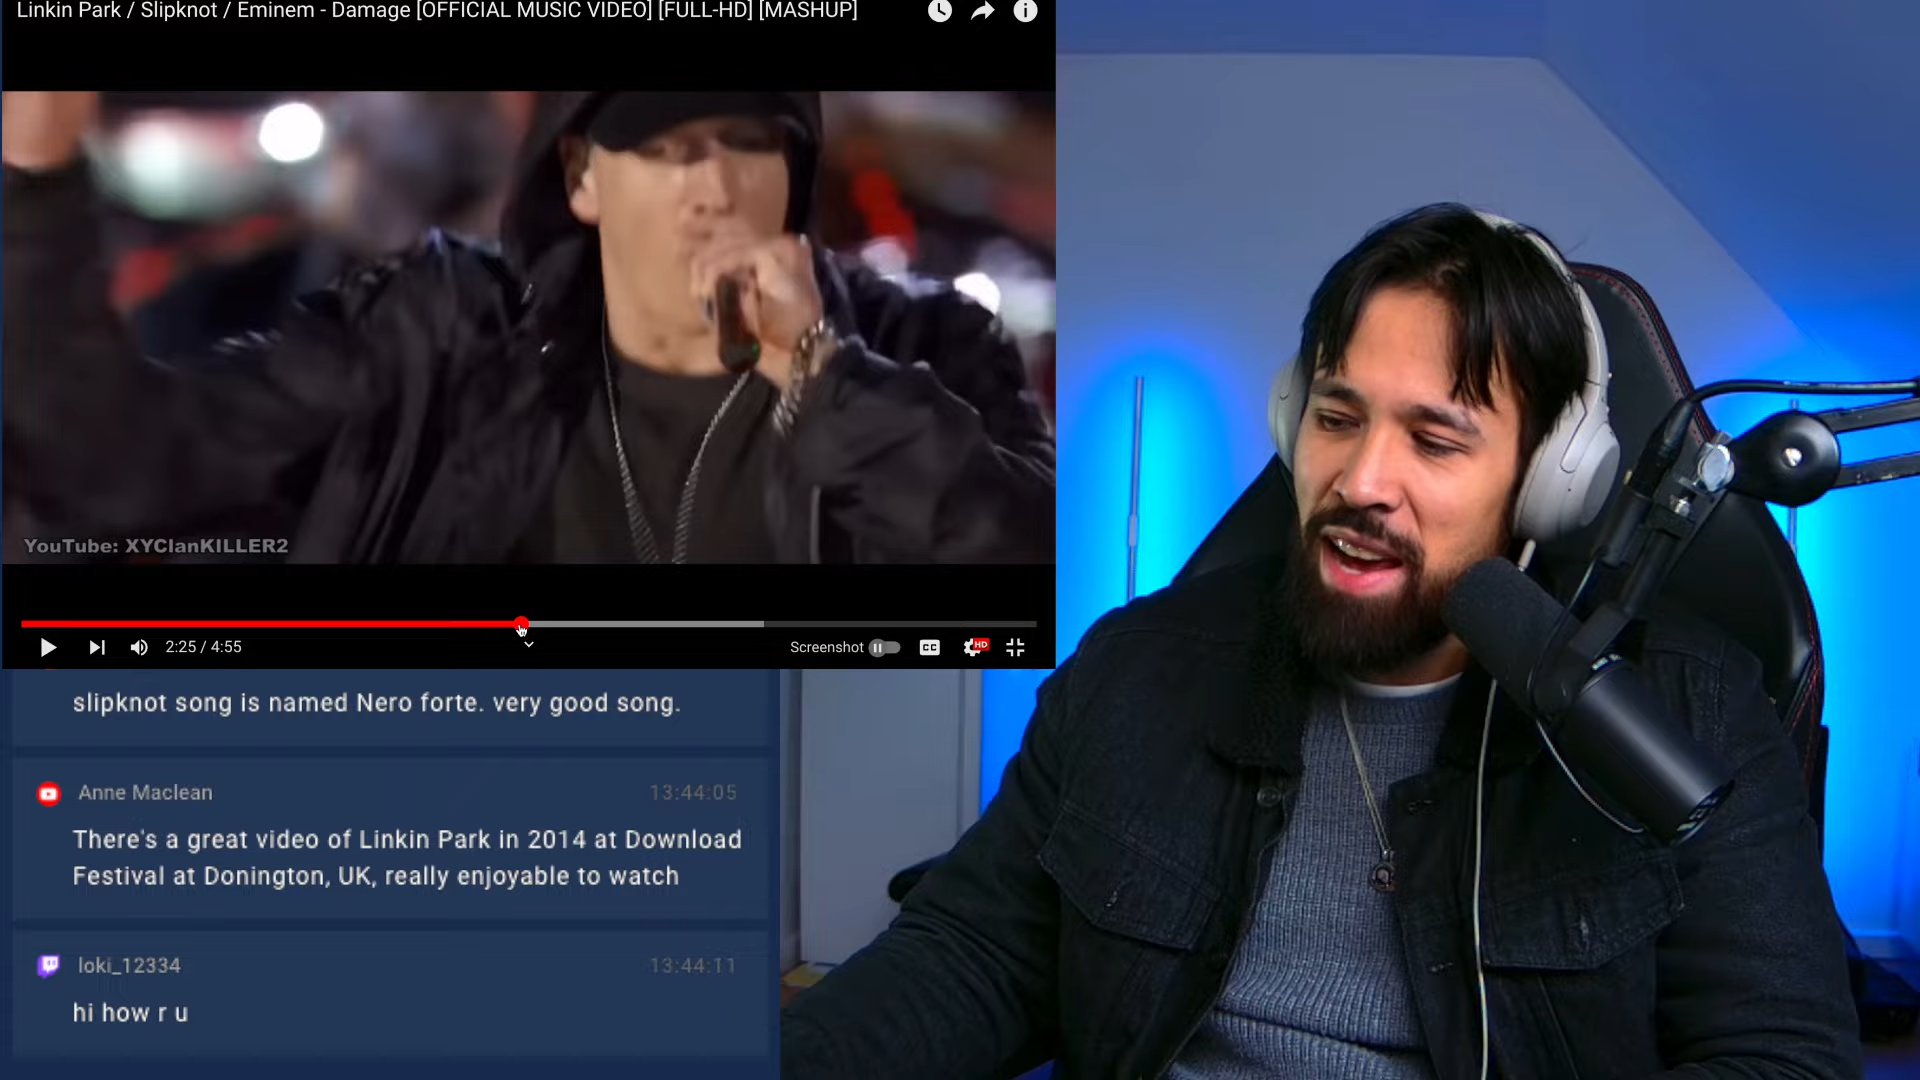 Linkin Park / Slipknot / Eminem - Damage [OFFICIAL MUSIC VIDEO] [FULL-HD] [MASHUP]
YouTube: XYClanKILLER2
2:25 / 4:55
Screenshot
CC
HD
slipknot song is named Nero forte. very good song.
Anne Maclean
13:44:05
There's a great video of Linkin Park in 2014 at Download
Festival at Donington, UK, really enjoyable to watch
loki_12334
13:44:11
hi how r u